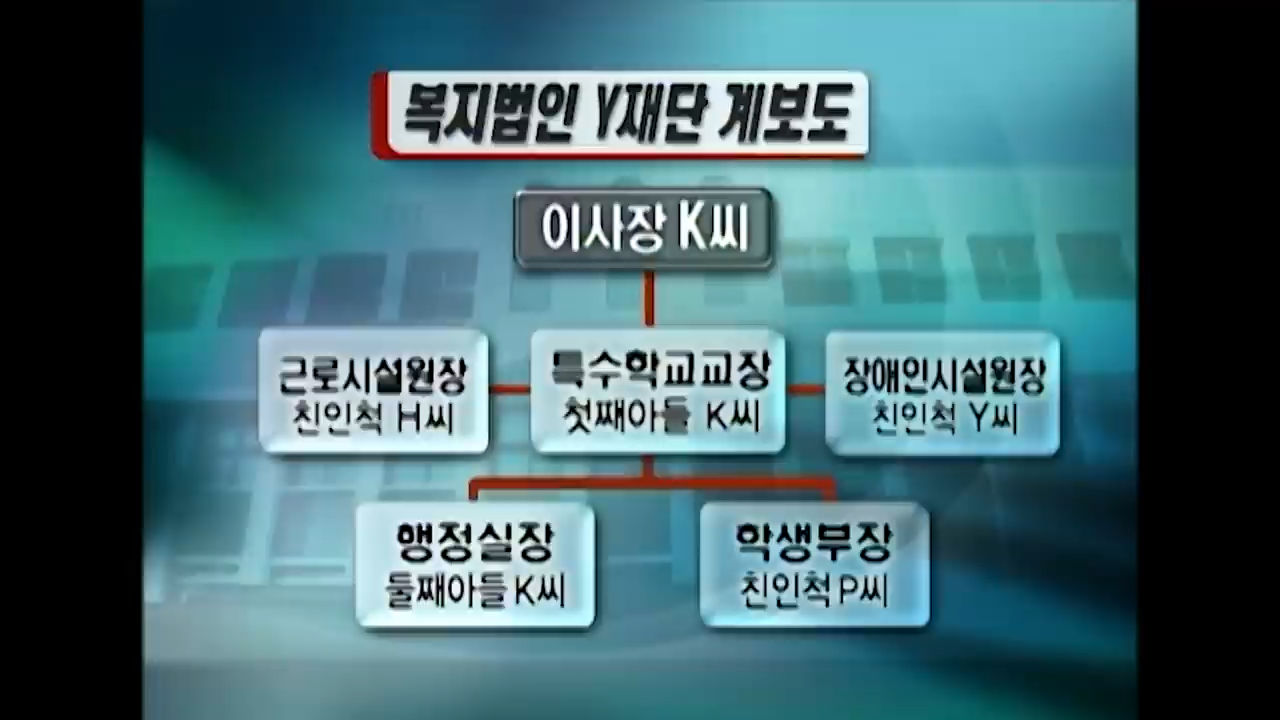 복지법인 Y재단 계보도
이사장 K씨
근로시설원장
친인척 H씨
특수학교교장
첫째아들 K씨
장애인시설원장
친인척 Y씨
행정실장
둘째아들 K씨
학생부장
친인척 P씨